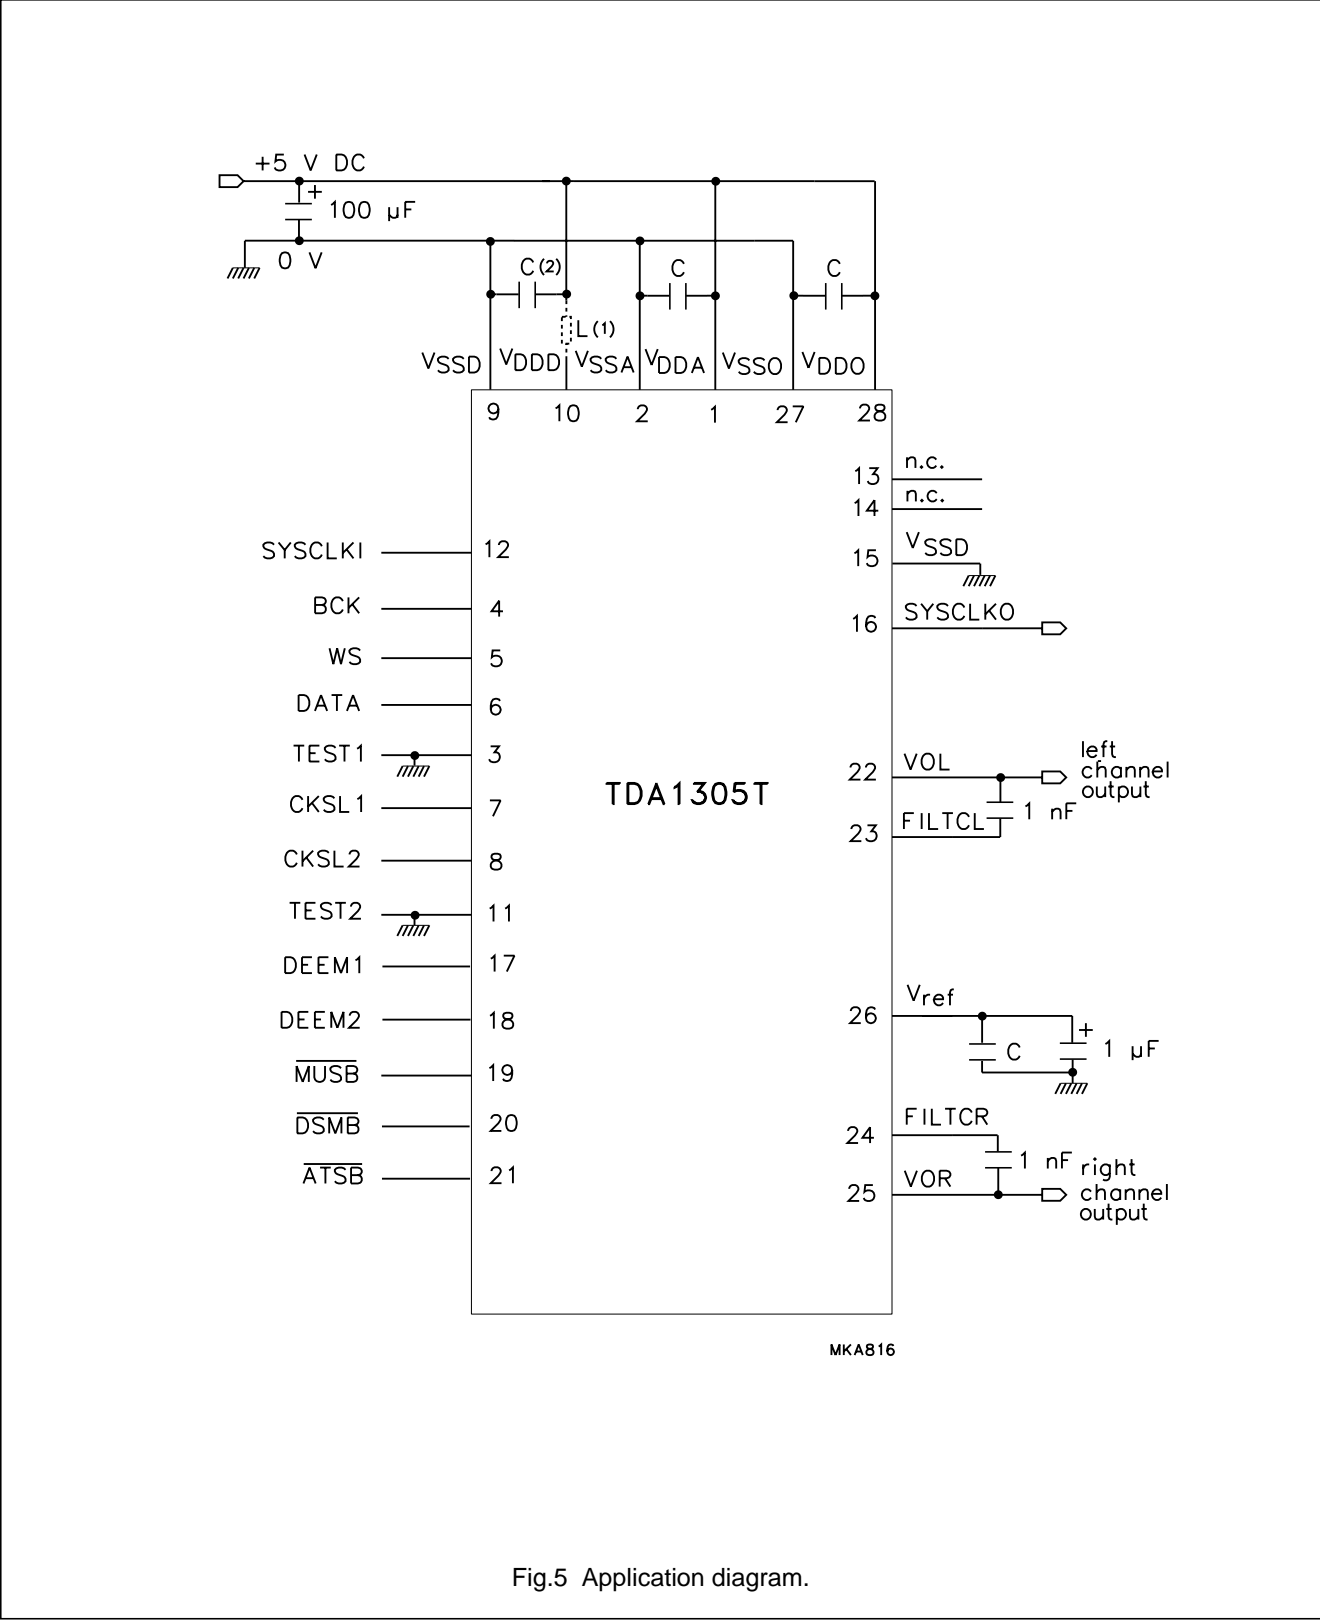 +5 V DC
+
100 µF
0 V
C(2)
C
C
L(1)
VSSD
VDDD
VSSA
VDDA
VSSO
VDDO
9
10
2
1
27
28
13
n.c.
14
n.c.
15
VSSD
16
SYSCLKO
SYSCLKI
12
BCK
4
WS
5
DATA
6
TEST1
3
CKSL1
7
CKSL2
8
TEST2
11
DEEM1
17
DEEM2
18
MUSB
19
DSMB
20
ATSB
21
TDA1305T
22
VOL
left
channel
output
1 nF
23
FILTCL
26
Vref
C
+
1 µF
24
FILTCR
1 nF
25
VOR
right
channel
output
MKA816
Fig.5 Application diagram.